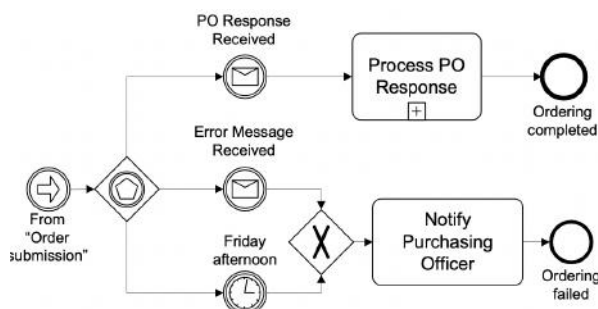 PO Response
Received
Process PO
Response
Ordering
completed
Error Message
Received
From
"Order
submission"
Friday
afternoon
Notify
Purchasing
Officer
Ordering
failed